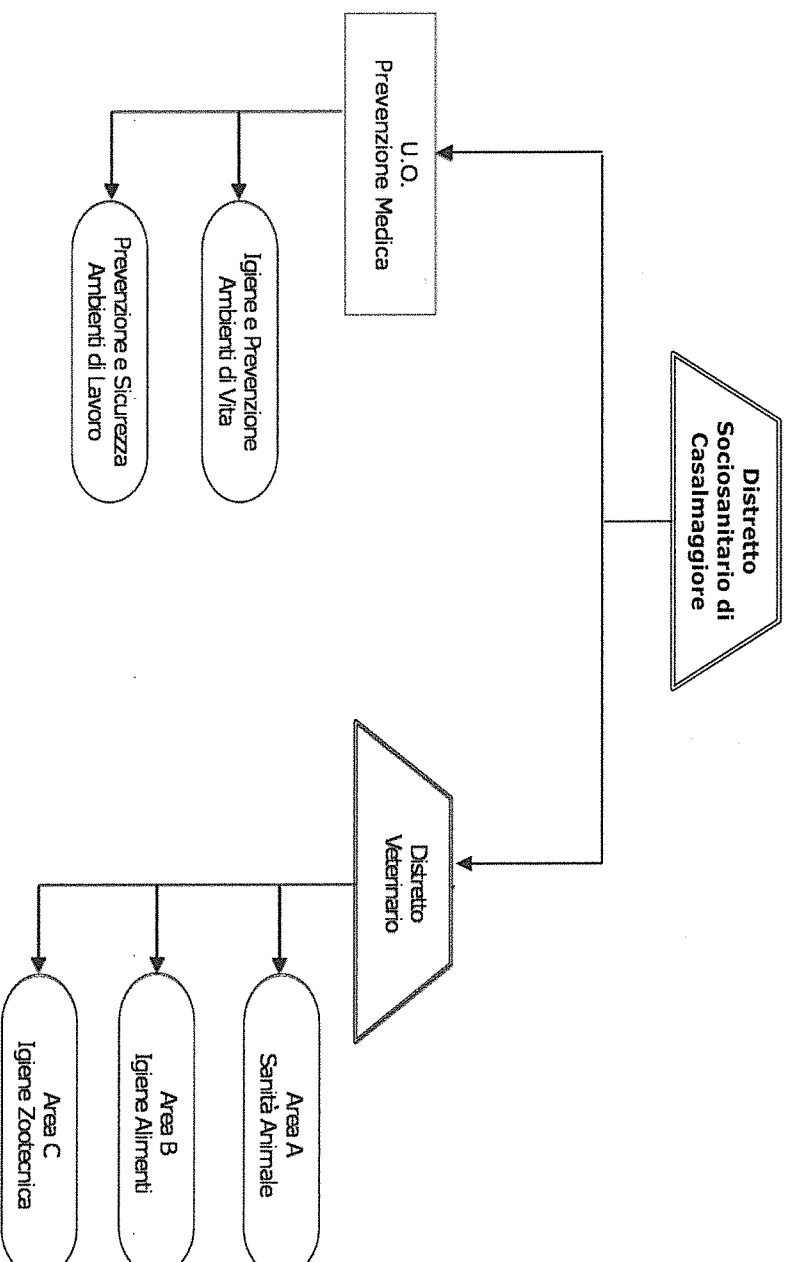 Distretto
Sociosanitario di
Casalmaggiore
U.O.
Prevenzione Medica
Igiene e Prevenzione
Ambienti di Vita
Prevenzione e Sicurezza
Ambienti di Lavoro
Distretto
Veterinario
Area A
Sanità Animale
Area B
Igiene Alimenti
Area C
Igiene Zootecnica